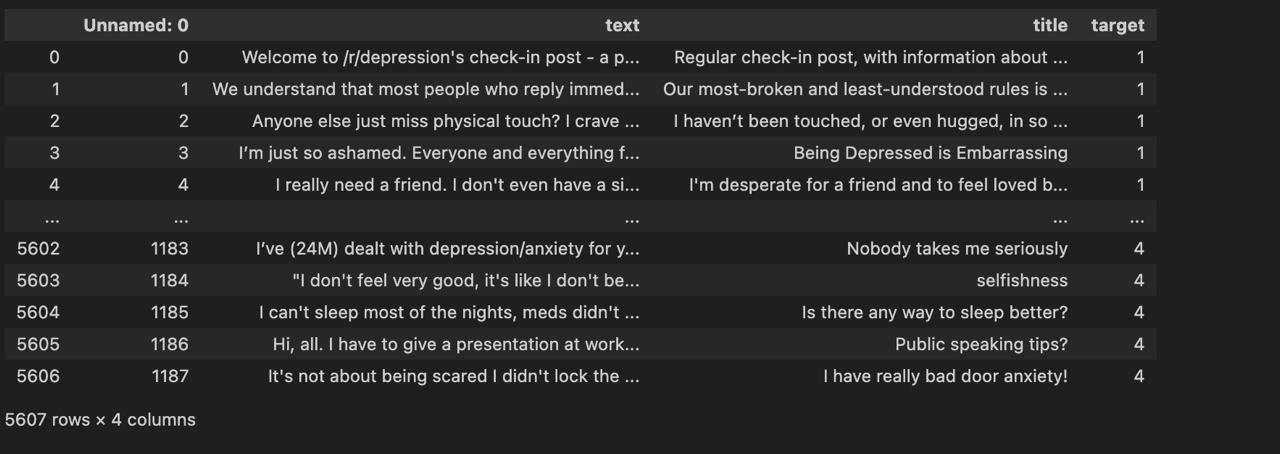 Unnamed: 0 text title target
0 0 Welcome to /r/depression's check-in post - a p... Regular check-in post, with information about ... 1
1 1 We understand that most people who reply immed... Our most-broken and least-understood rules is ... 1
2 2 Anyone else just miss physical touch? I crave ... I haven’t been touched, or even hugged, in so ... 1
3 3 I’m just so ashamed. Everyone and everything f... Being Depressed is Embarrassing 1
4 4 I really need a friend. I don't even have a si... I'm desperate for a friend and to feel loved b... 1
... ... ... ... ...
5602 1183 I’ve (24M) dealt with depression/anxiety for y... Nobody takes me seriously 4
5603 1184 "I don't feel very good, it's like I don't be... selfishness 4
5604 1185 I can't sleep most of the nights, meds didn't ... Is there any way to sleep better? 4
5605 1186 Hi, all. I have to give a presentation at work... Public speaking tips? 4
5606 1187 It's not about being scared I didn't lock the ... I have really bad door anxiety! 4
5607 rows × 4 columns